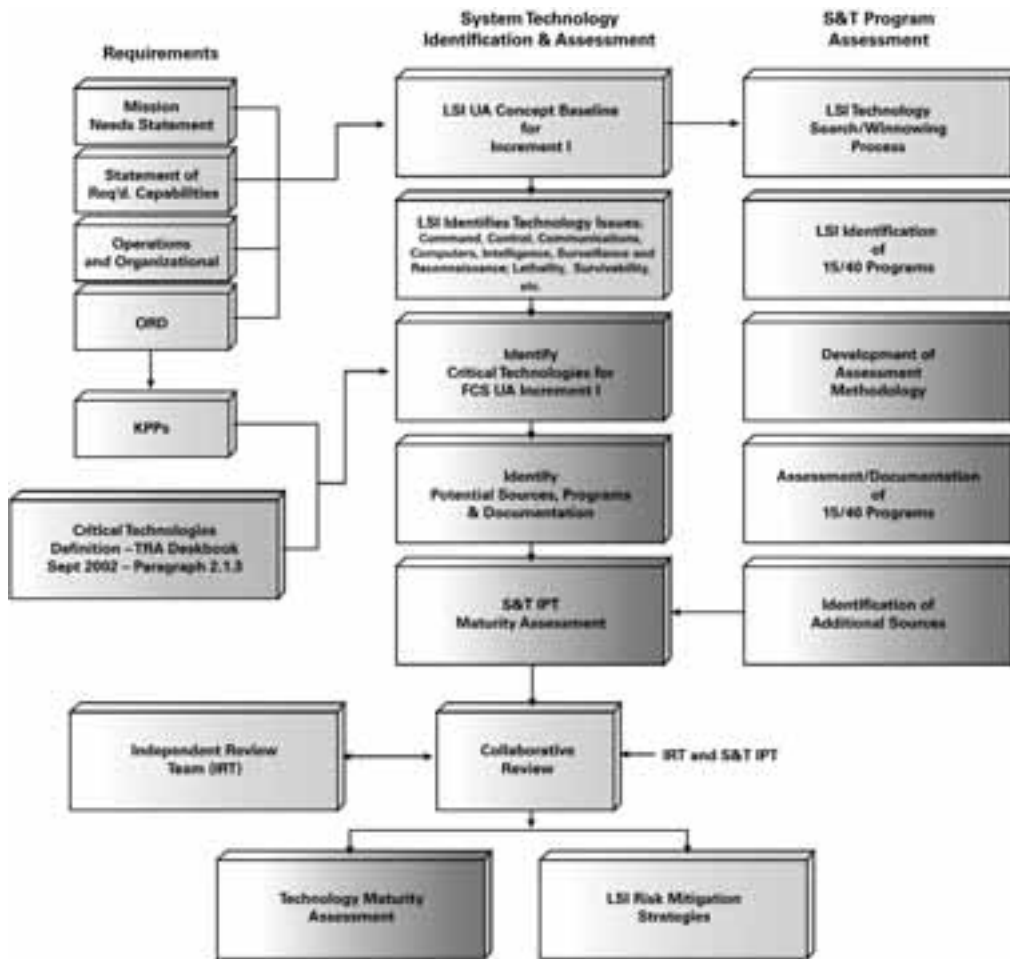 Requirements
Mission
Needs Statement
Statement of
Req'd. Capabilities
Operations
and Organizational
ORD
KPPs
Critical Technologies
Definition – TRA Deskbook
Sept 2002 – Paragraph 2.1.3
System Technology
Identification & Assessment
LSI UA Concept Baseline
for
Increment I
LSI Identifies Technology Issues:
Command, Control, Communications,
Computers, Intelligence, Surveillance and
Reconnaissance; Lethality, Survivability,
etc.
Identify
Critical Technologies for
FCS UA Increment I
Identify
Potential Sources, Programs
& Documentation
S&T IPT
Maturity Assessment
S&T Program
Assessment
LSI Technology
Search/Winnowing
Process
LSI Identification
of
15/40 Programs
Development of
Assessment
Methodology
Assessment/Documentation
of
15/40 Programs
Identification of
Additional Sources
Independent Review
Team (IRT)
Collaborative
Review
IRT and S&T IPT
Technology Maturity
Assessment
LSI Risk Mitigation
Strategies